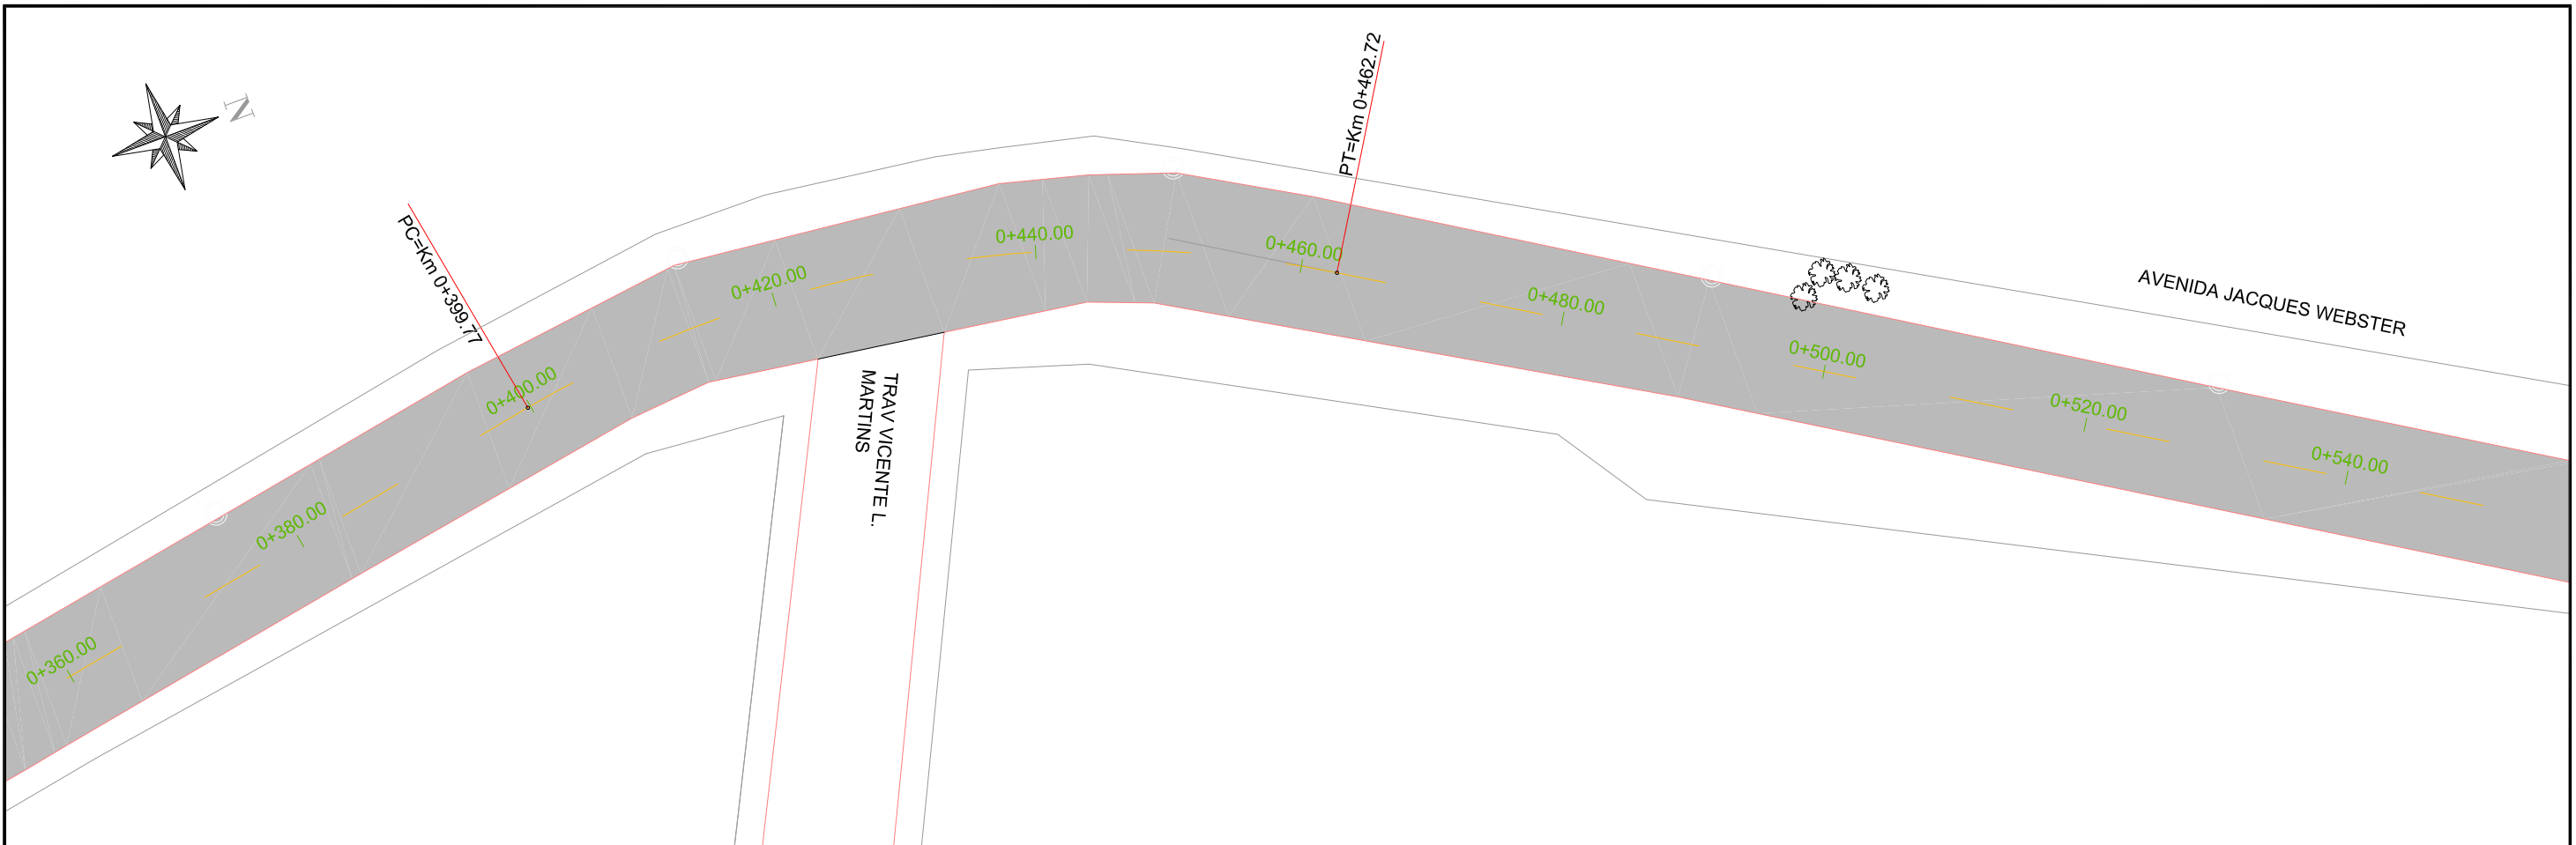 N
PC=Km 0+399.77
PT=Km 0+462.72
0+360.00
0+380.00
0+400.00
0+420.00
0+440.00
0+460.00
0+480.00
0+500.00
0+520.00
0+540.00
AVENIDA JACQUES WEBSTER
TRAV VICENTE L.
MARTINS